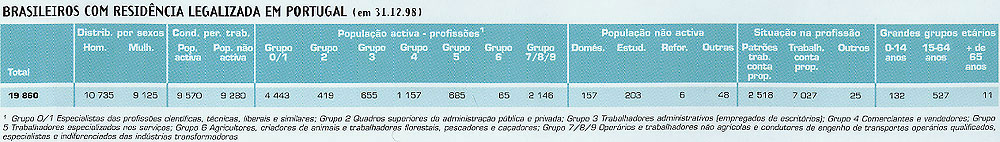 BRASILEIROS COM RESIDÊNCIA LEGALIZADA EM PORTUGAL (em 31.12.98)
Distrib. por sexos Cond. per. trab. População activa - profissões¹ População não activa Situação na profissão Grandes grupos etários
Hom. Mulh. Pop. activa Pop. não activa Grupo 0/1 Grupo 2 Grupo 3 Grupo 4 Grupo 5 Grupo 6 Grupo 7/8/9 Domés. Estud. Refor. Outras Patrões trab. conta prop. Trabalh. conta prop. Outros 0-14 anos 15-64 anos + de 65 anos
Total
19 860 10 735 9 125 9 570 9 280 4 443 419 655 1 157 685 65 2 146 157 203 6 48 2 518 7 027 25 132 527 11
¹ Grupo 0/1 Especialistas das profissões científicas, técnicas, liberais e similares; Grupo 2 Quadros superiores da administração pública e privada; Grupo 3 Trabalhadores administrativos (empregados de escritórios); Grupo 4 Comerciantes e vendedores; Grupo
5 Trabalhadores especializados nos serviços; Grupo 6 Agricultores, criadores de animais e trabalhadores florestais, pescadores e caçadores; Grupo 7/8/9 Operários e trabalhadores não agrícolas e condutores de engenho de transportes operários qualificados,
especialistas e indiferenciados das indústrias transformadoras